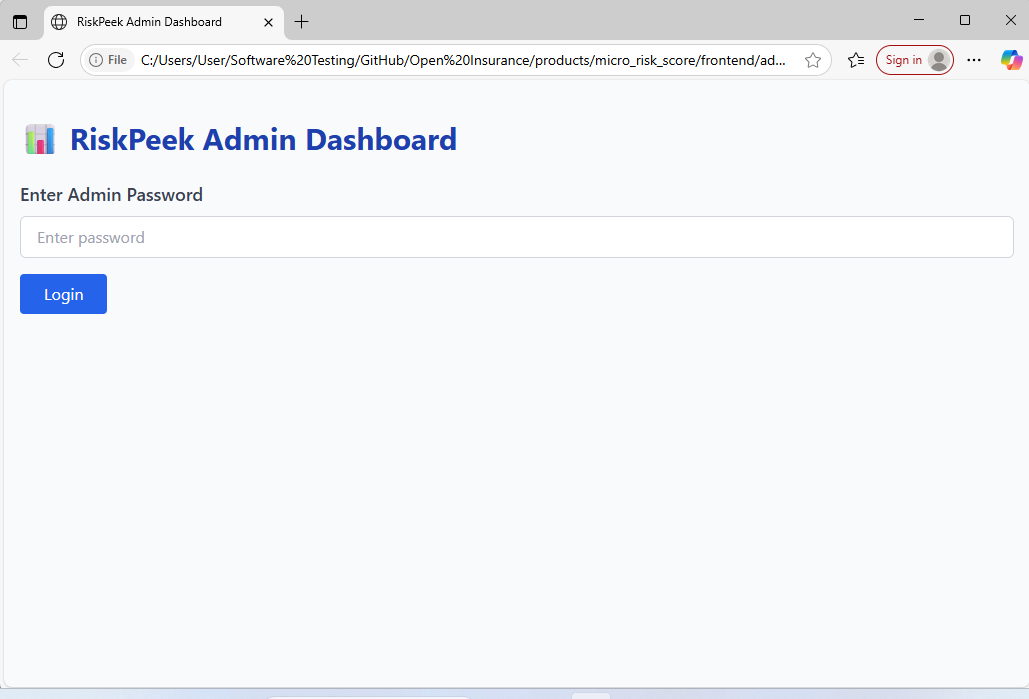 RiskPeek Admin Dashboard
File
C:/Users/User/Software%20Testing/GitHub/Open%20Insurance/products/micro_risk_score/frontend/ad...
Sign in
RiskPeek Admin Dashboard
Enter Admin Password
Enter password
Login